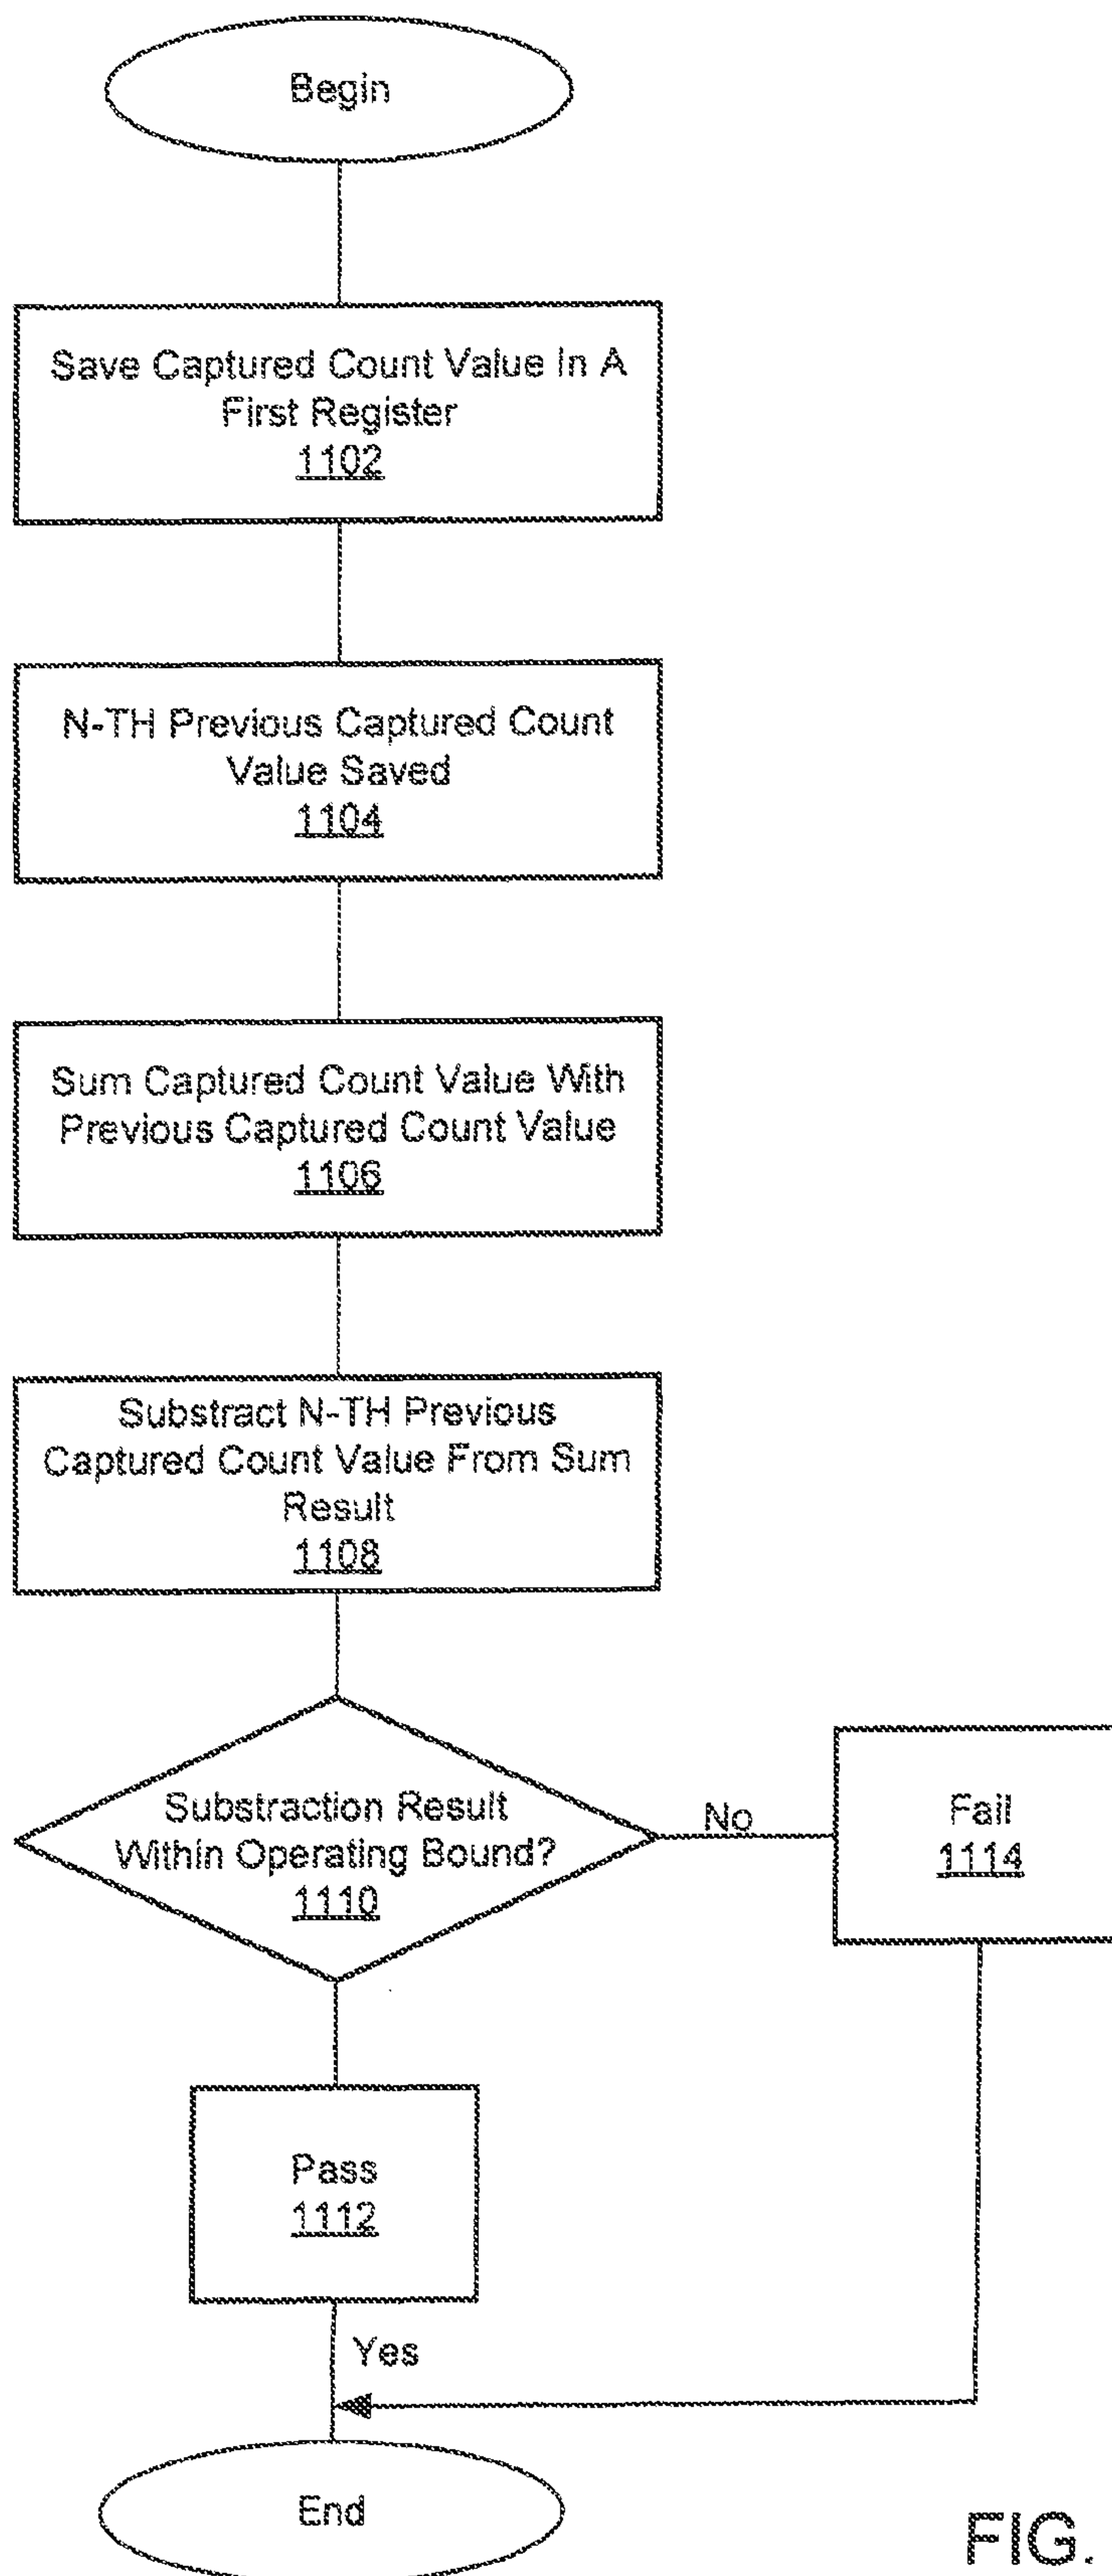 Begin
Save Captured Count Value In A
First Register
1102
N-TH Previous Captured Count
Value Saved
1104
Sum Captured Count Value With
Previous Captured Count Value
1106
Substract N-TH Previous
Captured Count Value From Sum
Result
1108
Substraction Result
Within Operating Bound?
1110
No
Fail
1114
Pass
1112
Yes
End
FIG.